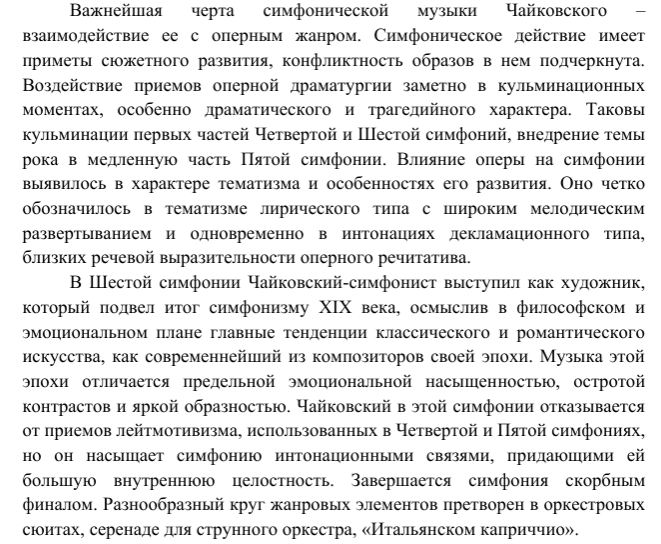 Важнейшая черта симфонической музыки Чайковского –
взаимодействие ее с оперным жанром. Симфоническое действие имеет
приметы сюжетного развития, конфликтность образов в нем подчеркнута.
Воздействие приемов оперной драматургии заметно в кульминационных
моментах, особенно драматического и трагедийного характера. Таковы
кульминации первых частей Четвертой и Шестой симфоний, внедрение темы
рока в медленную часть Пятой симфонии. Влияние оперы на симфонии
выявилось в характере тематизма и особенностях его развития. Оно четко
обозначилось в тематизме лирического типа с широким мелодическим
развертыванием и одновременно в интонациях декламационного типа,
близких речевой выразительности оперного речитатива.
В Шестой симфонии Чайковский-симфонист выступил как художник,
который подвел итог симфонизму XIX века, осмыслив в философском и
эмоциональном плане главные тенденции классического и романтического
искусства, как современнейший из композиторов своей эпохи. Музыка этой
эпохи отличается предельной эмоциональной насыщенностью, остротой
контрастов и яркой образностью. Чайковский в этой симфонии отказывается
от приемов лейтмотивизма, использованных в Четвертой и Пятой симфониях,
но он насыщает симфонию интонационными связями, придающими ей
большую внутреннюю целостность. Завершается симфония скорбным
финалом. Разнообразный круг жанровых элементов претворен в оркестровых
сюитах, серенаде для струнного оркестра, «Итальянском каприччио».